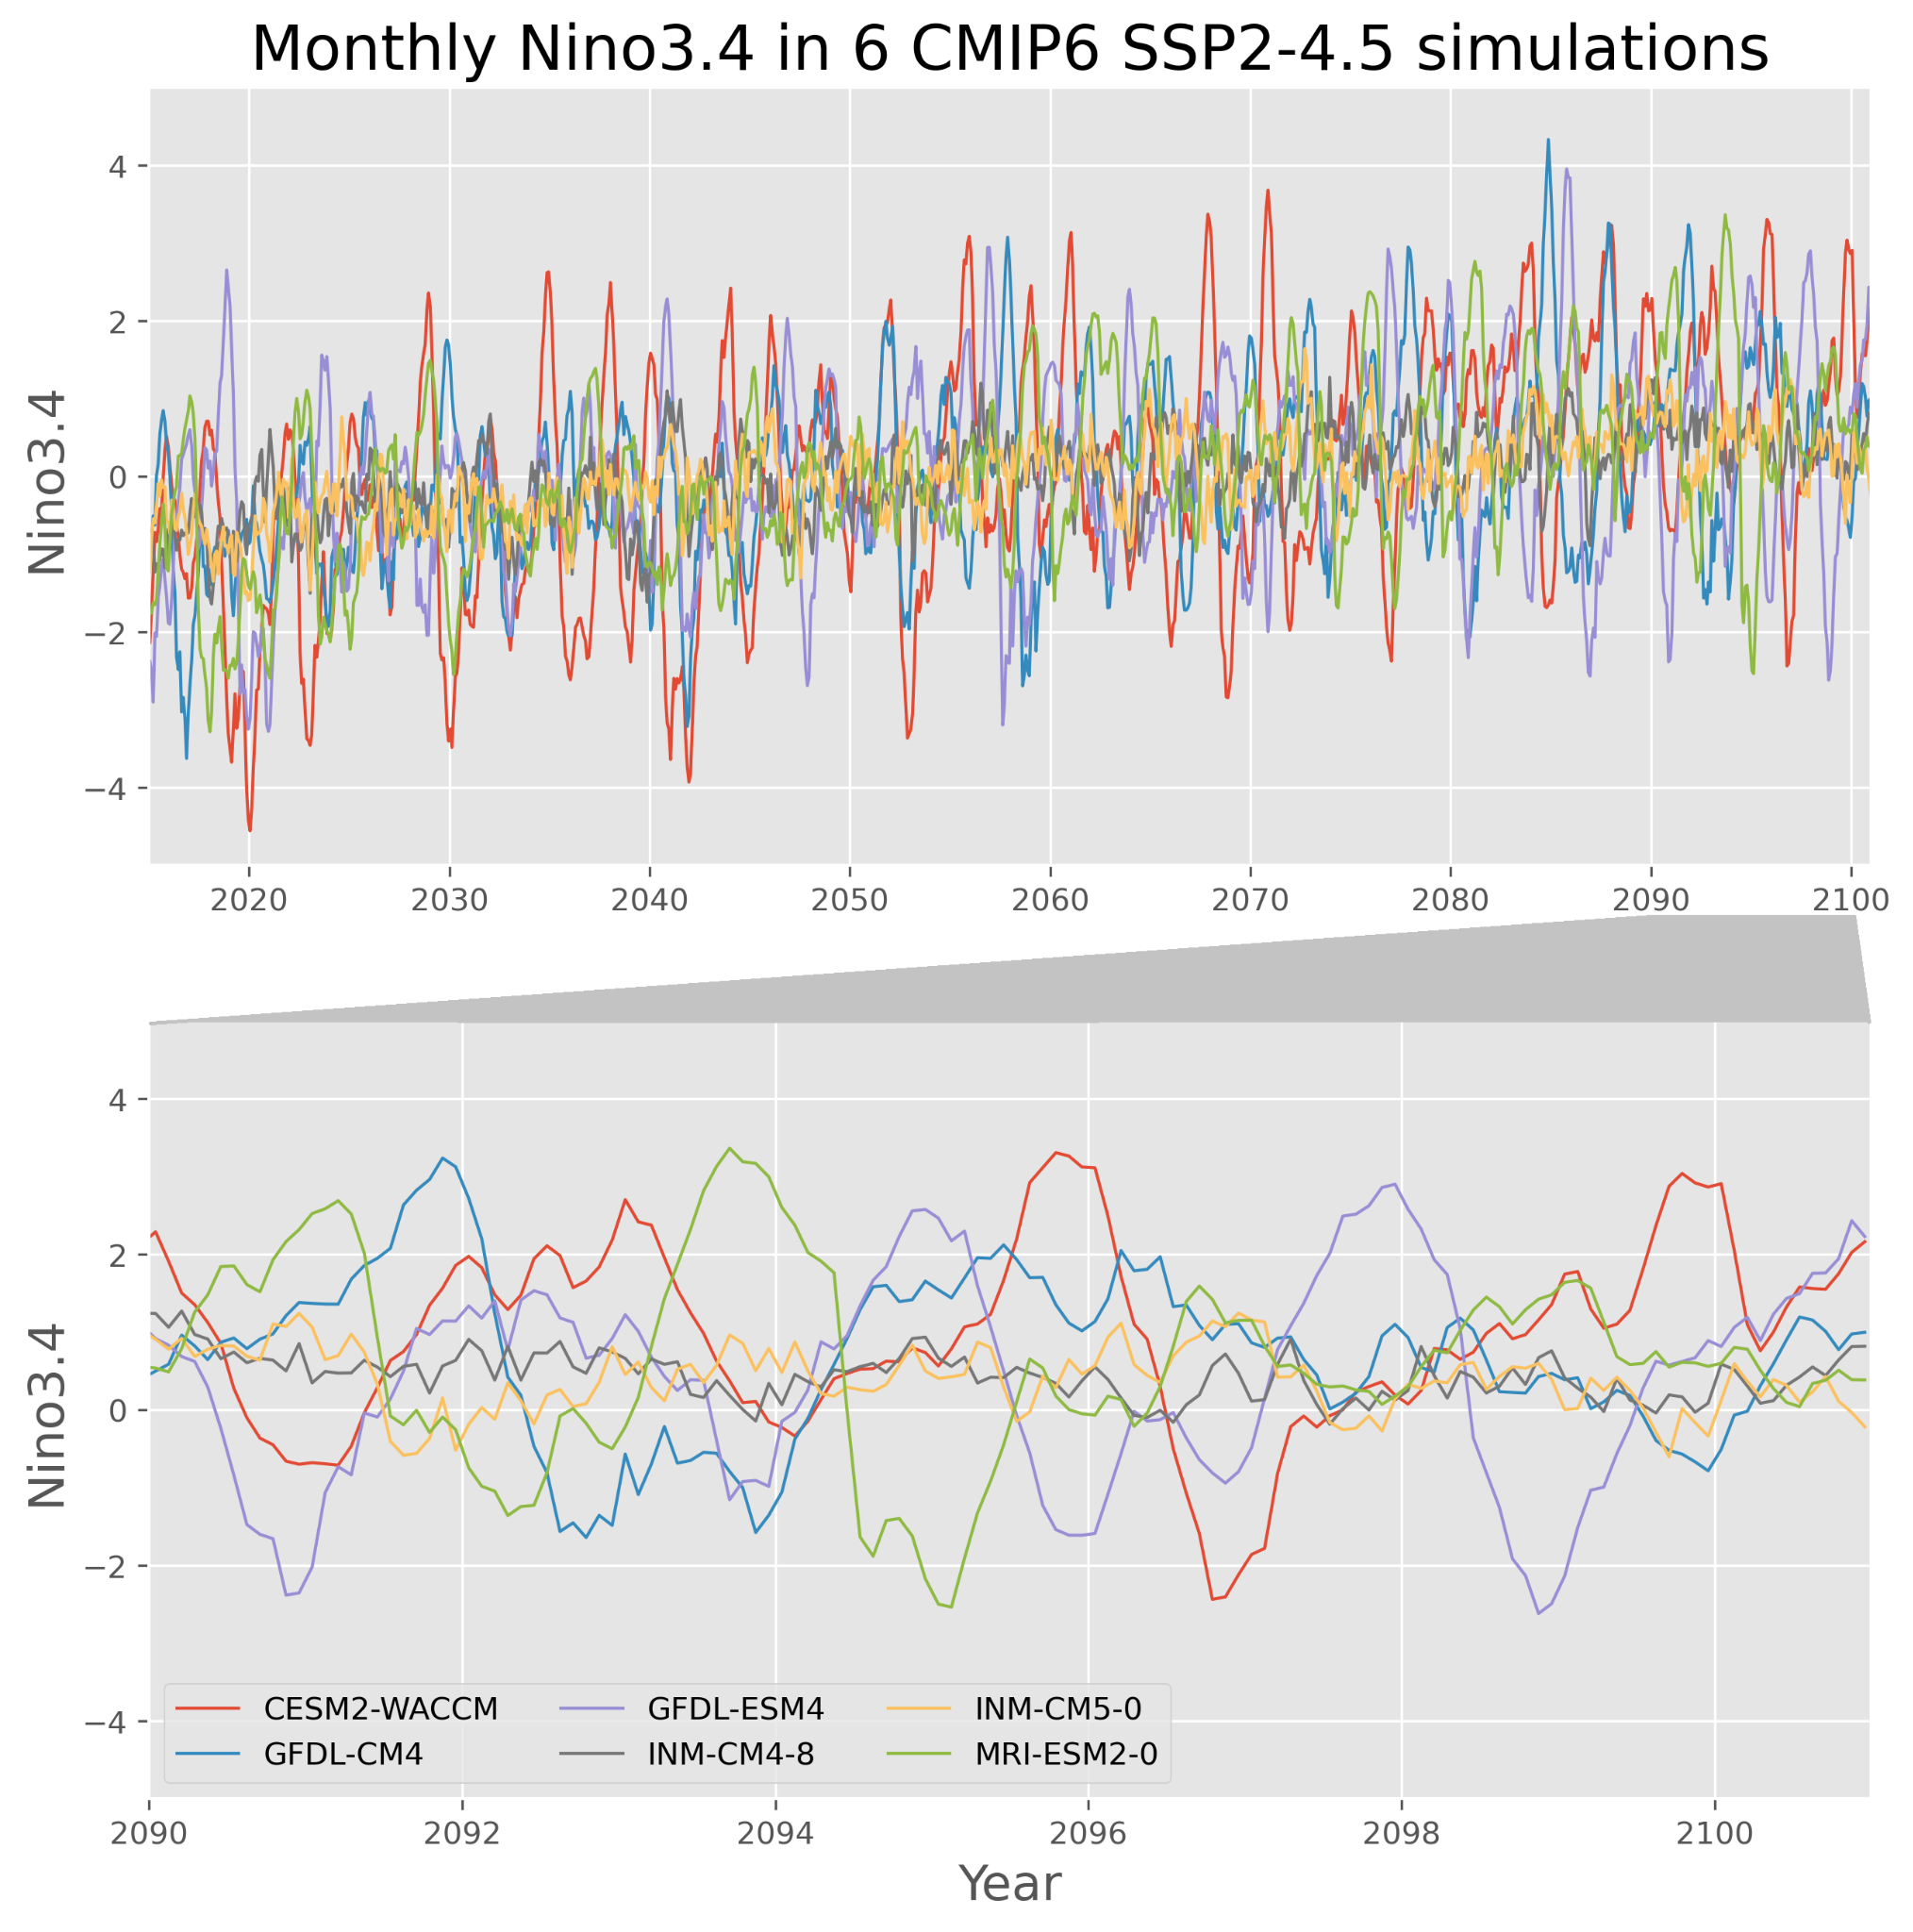 Monthly Nino3.4 in 6 CMIP6 SSP2-4.5 simulations
Nino3.4
4
2
0
−2
−4
2020 2030 2040 2050 2060 2070 2080 2090 2100
Nino3.4
4
2
0
−2
−4
CESM2-WACCM GFDL-ESM4 INM-CM5-0
GFDL-CM4 INM-CM4-8 MRI-ESM2-0
2090 2092 2094 2096 2098 2100
Year